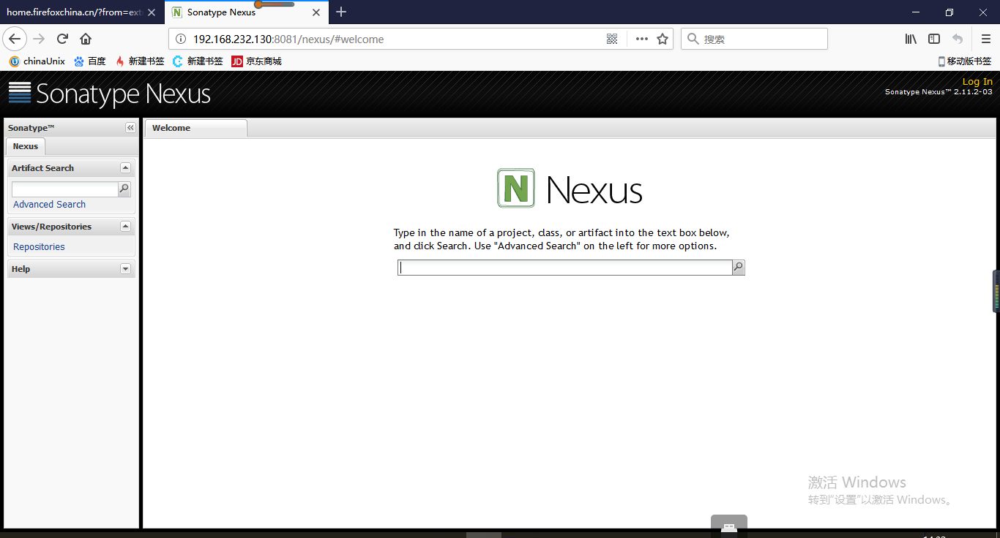 home.firefoxchina.cn/?from=ext
Sonatype Nexus
192.168.232.130:8081/nexus/#welcome
搜索
chinaUnix
百度
新建书签
新建书签
JD 京东商城
移动版书签
Sonatype Nexus
Log In
Sonatype Nexus™ 2.11.2-03
Sonatype™
Nexus
Artifact Search
Advanced Search
Views/Repositories
Repositories
Help
Welcome
N Nexus
Type in the name of a project, class, or artifact into the text box below,
and click Search. Use "Advanced Search" on the left for more options.
激活 Windows
转到"设置"以激活 Windows。